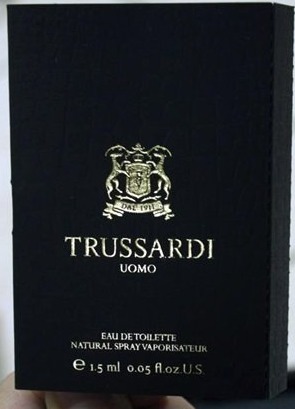 DAL 1911
TRUSSARDI
UOMO
EAU DE TOILETTE
NATURAL SPRAY VAPORISATEUR
e 1.5 ml 0.05 fl.oz.U.S.